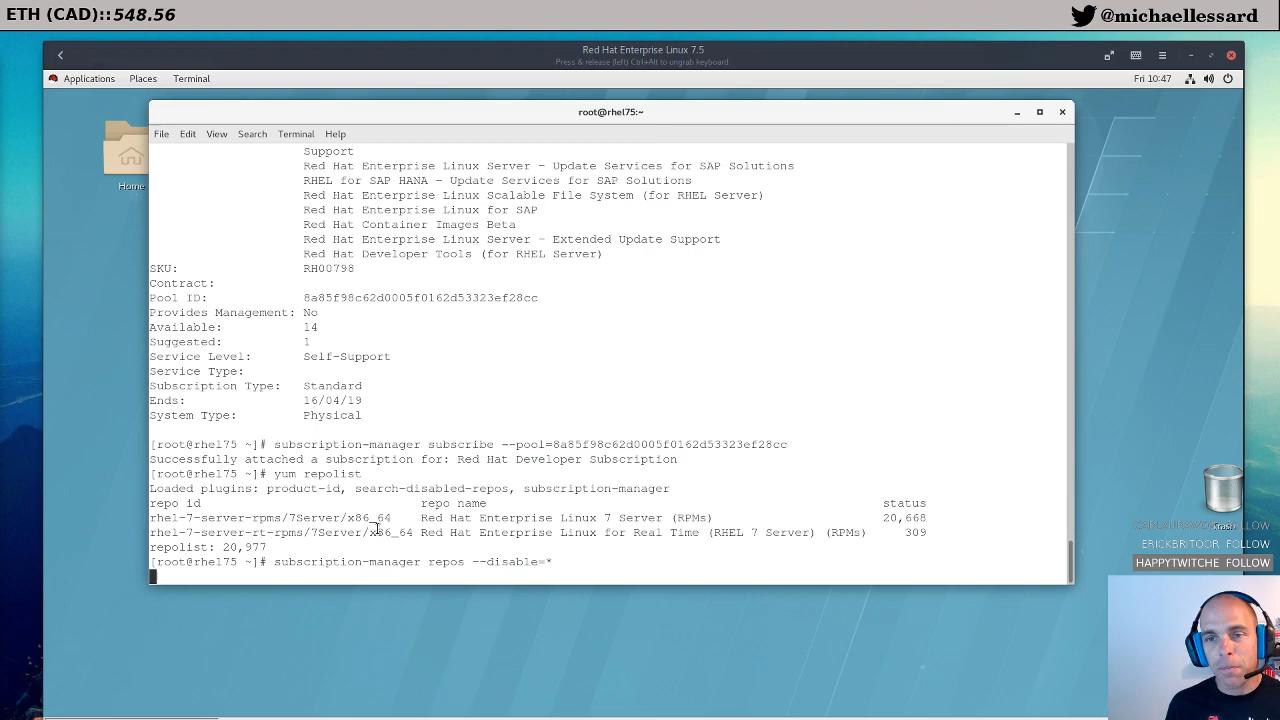 ETH (CAD)::548.56
@michaellessard
Red Hat Enterprise Linux 7.5
Press & release (left) Ctrl+Alt to ungrab keyboard.
Applications Places Terminal
Fri 10:47
Home
root@rhel75:~
File Edit View Search Terminal Help
Support
Red Hat Enterprise Linux Server - Update Services for SAP Solutions
RHEL for SAP HANA - Update Services for SAP Solutions
Red Hat Enterprise Linux Scalable File System (for RHEL Server)
Red Hat Enterprise Linux for SAP
Red Hat Container Images Beta
Red Hat Enterprise Linux Server - Extended Update Support
Red Hat Developer Tools (for RHEL Server)
SKU: RH00798
Contract:
Pool ID: 8a85f98c62d0005f0162d53323ef28cc
Provides Management: No
Available: 14
Suggested: 1
Service Level: Self-Support
Service Type:
Subscription Type: Standard
Ends: 16/04/19
System Type: Physical
[root@rhel75 ~]# subscription-manager subscribe --pool=8a85f98c62d0005f0162d53323ef28cc
Successfully attached a subscription for: Red Hat Developer Subscription
[root@rhel75 ~]# yum repolist
Loaded plugins: product-id, search-disabled-repos, subscription-manager
repo id repo name status
rhel-7-server-rpms/7Server/x86_64 Red Hat Enterprise Linux 7 Server (RPMs) 20,668
rhel-7-server-rt-rpms/7Server/x86_64 Red Hat Enterprise Linux for Real Time (RHEL 7 Server) (RPMs) 309
repolist: 20,977
[root@rhel75 ~]# subscription-manager repos --disable=*
Trash
FOLLOW
ERICKBRITOOR FOLLOW
HAPPYTWITCHE FOLLOW